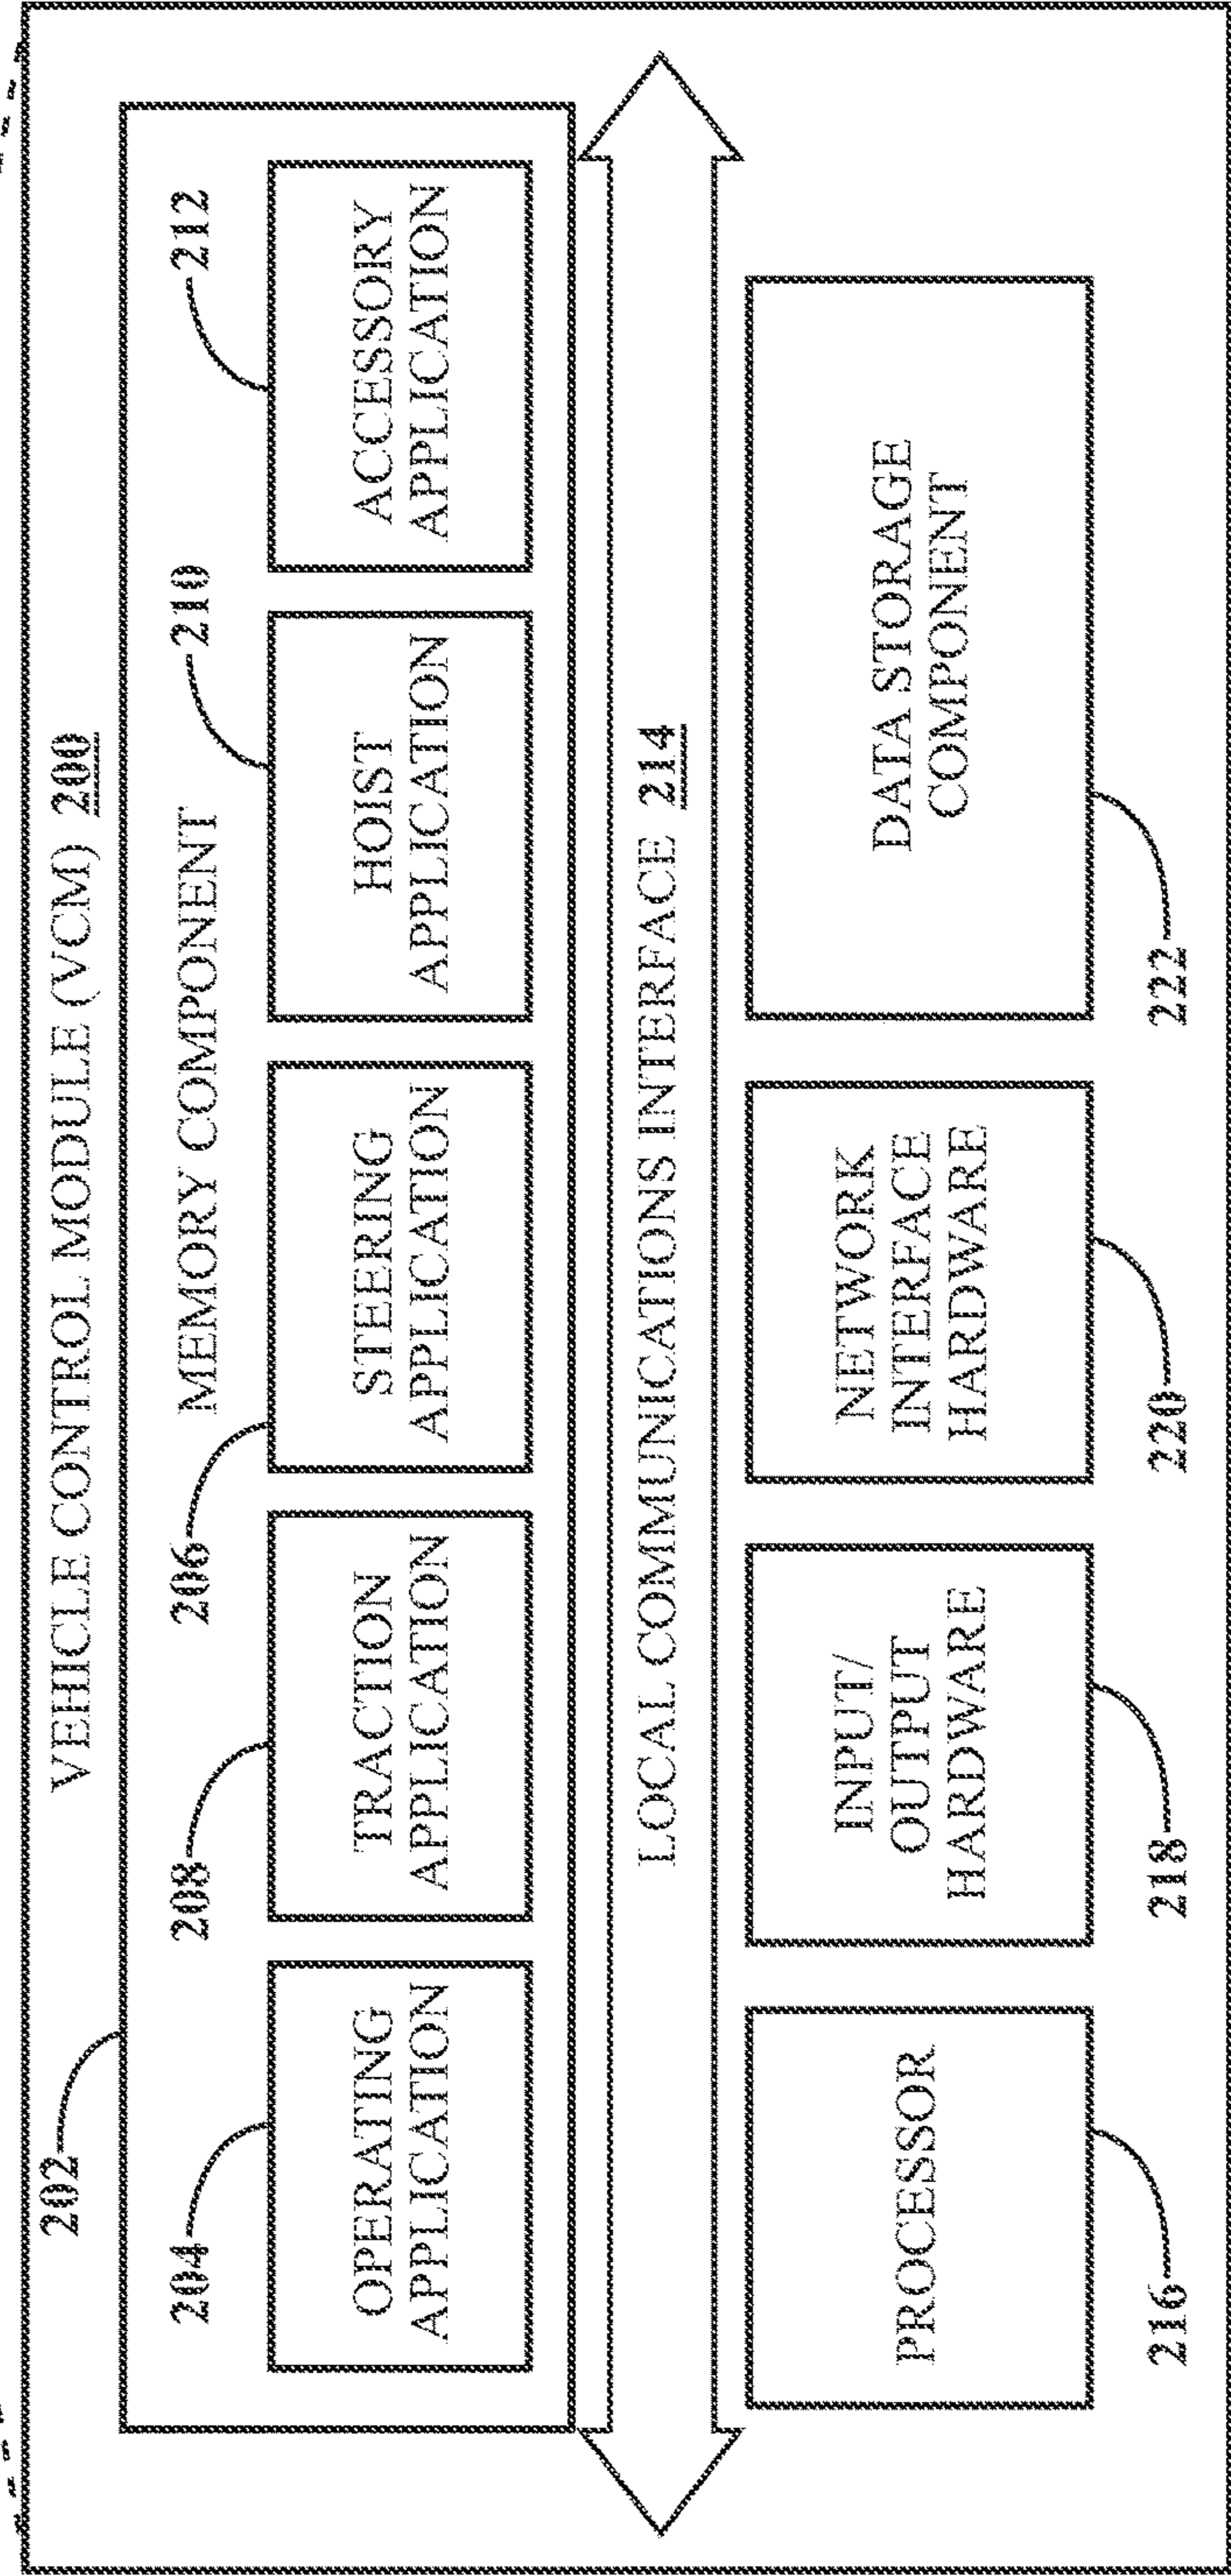 VEHICLE CONTROL MODULE (VCM) 200
202
MEMORY COMPONENT
204
208
206
210
212
OPERATING
APPLICATION
TRACTION
APPLICATION
STEERING
APPLICATION
HOIST
APPLICATION
ACCESSORY
APPLICATION
LOCAL COMMUNICATIONS INTERFACE 214
PROCESSOR
INPUT/
OUTPUT
HARDWARE
NETWORK
INTERFACE
HARDWARE
DATA STORAGE
COMPONENT
216
218
220
222